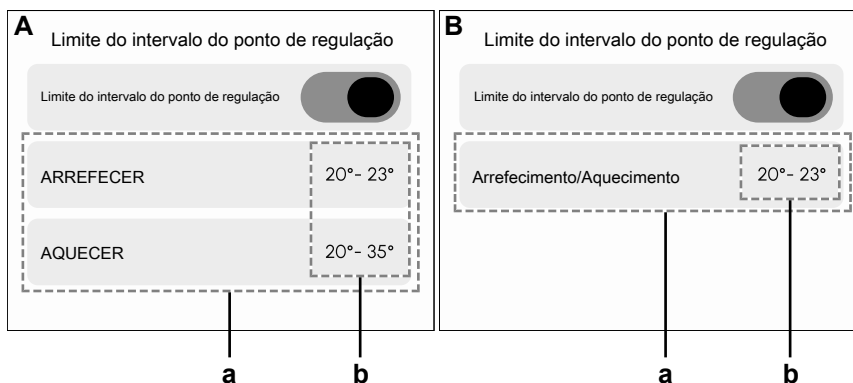 A
Limite do intervalo do ponto de regulação
Limite do intervalo do ponto de regulação
ARREFECER 20°- 23°
AQUECER 20°- 35°
a b
B
Limite do intervalo do ponto de regulação
Limite do intervalo do ponto de regulação
Arrefecimento/Aquecimento 20°- 23°
a b